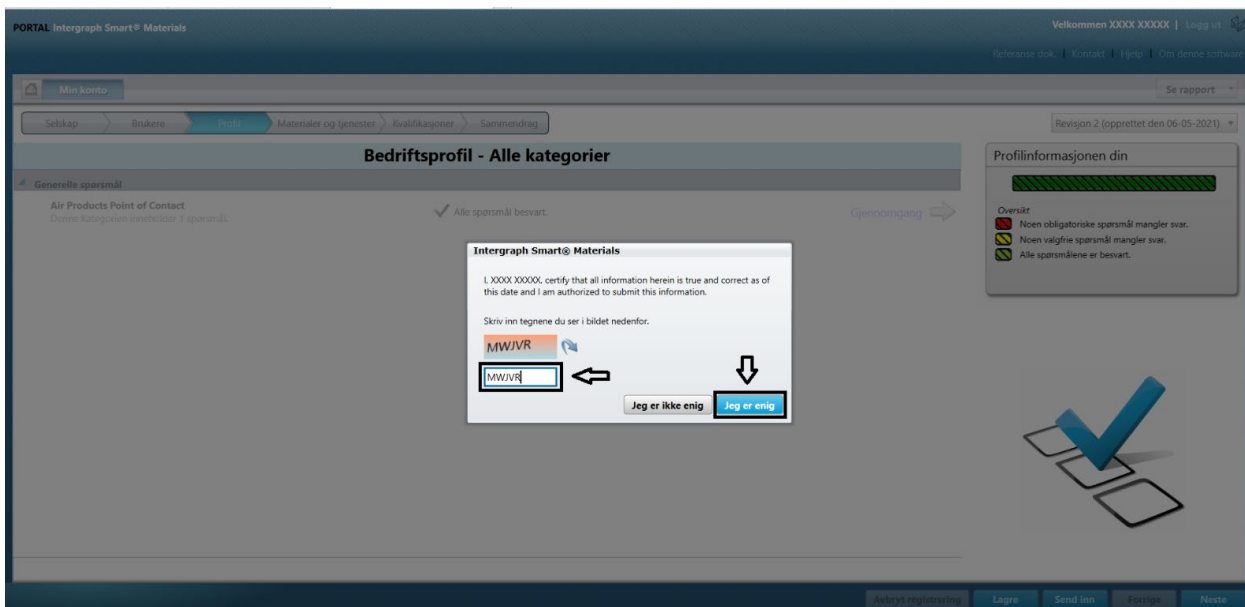 PORTAL Intergraph Smart® Materials
Velkommen XXXX XXXXX | Logg ut
Referanse dok. | Kontakt | Hjelp | Om denne software
Min konto
Se rapport
Selskap
Brukere
Profil
Materialer og tjenester
Kvalifikasjoner
Sammendrag
Revisjon 2 (opprettet den 06-05-2021)
Bedriftsprofil - Alle kategorier
Generelle spørsmål
Air Products Point of Contact
Denne kategorien inneholder 1 spørsmål.
Alle spørsmål besvart.
Gjennomgang
Profilinformasjonen din
Oversikt
Noen obligatoriske spørsmål mangler svar.
Noen valgfrie spørsmål mangler svar.
Alle spørsmålene er besvart.
Intergraph Smart® Materials
I, XXXX XXXXX, certify that all information herein is true and correct as of
this date and I am authorized to submit this information.
Skriv inn tegnene du ser i bildet nedenfor.
MWJVR
MWJVR
Jeg er ikke enig
Jeg er enig
Avbryt registrering
Lagre
Send inn
Forrige
Neste